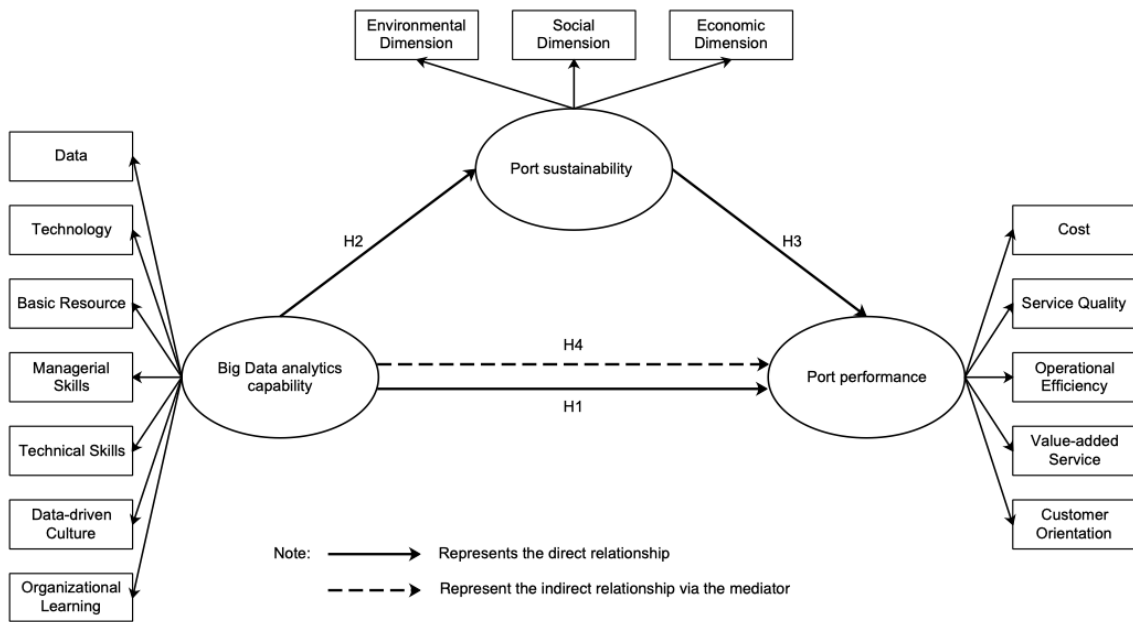 Environmental
Dimension
Social
Dimension
Economic
Dimension
Port sustainability
Data
Technology
Basic Resource
Managerial
Skills
Technical Skills
Data-driven
Culture
Organizational
Learning
H2
H3
Big Data analytics
capability
H4
H1
Port performance
Cost
Service Quality
Operational
Efficiency
Value-added
Service
Customer
Orientation
Note:
Represents the direct relationship
Represent the indirect relationship via the mediator